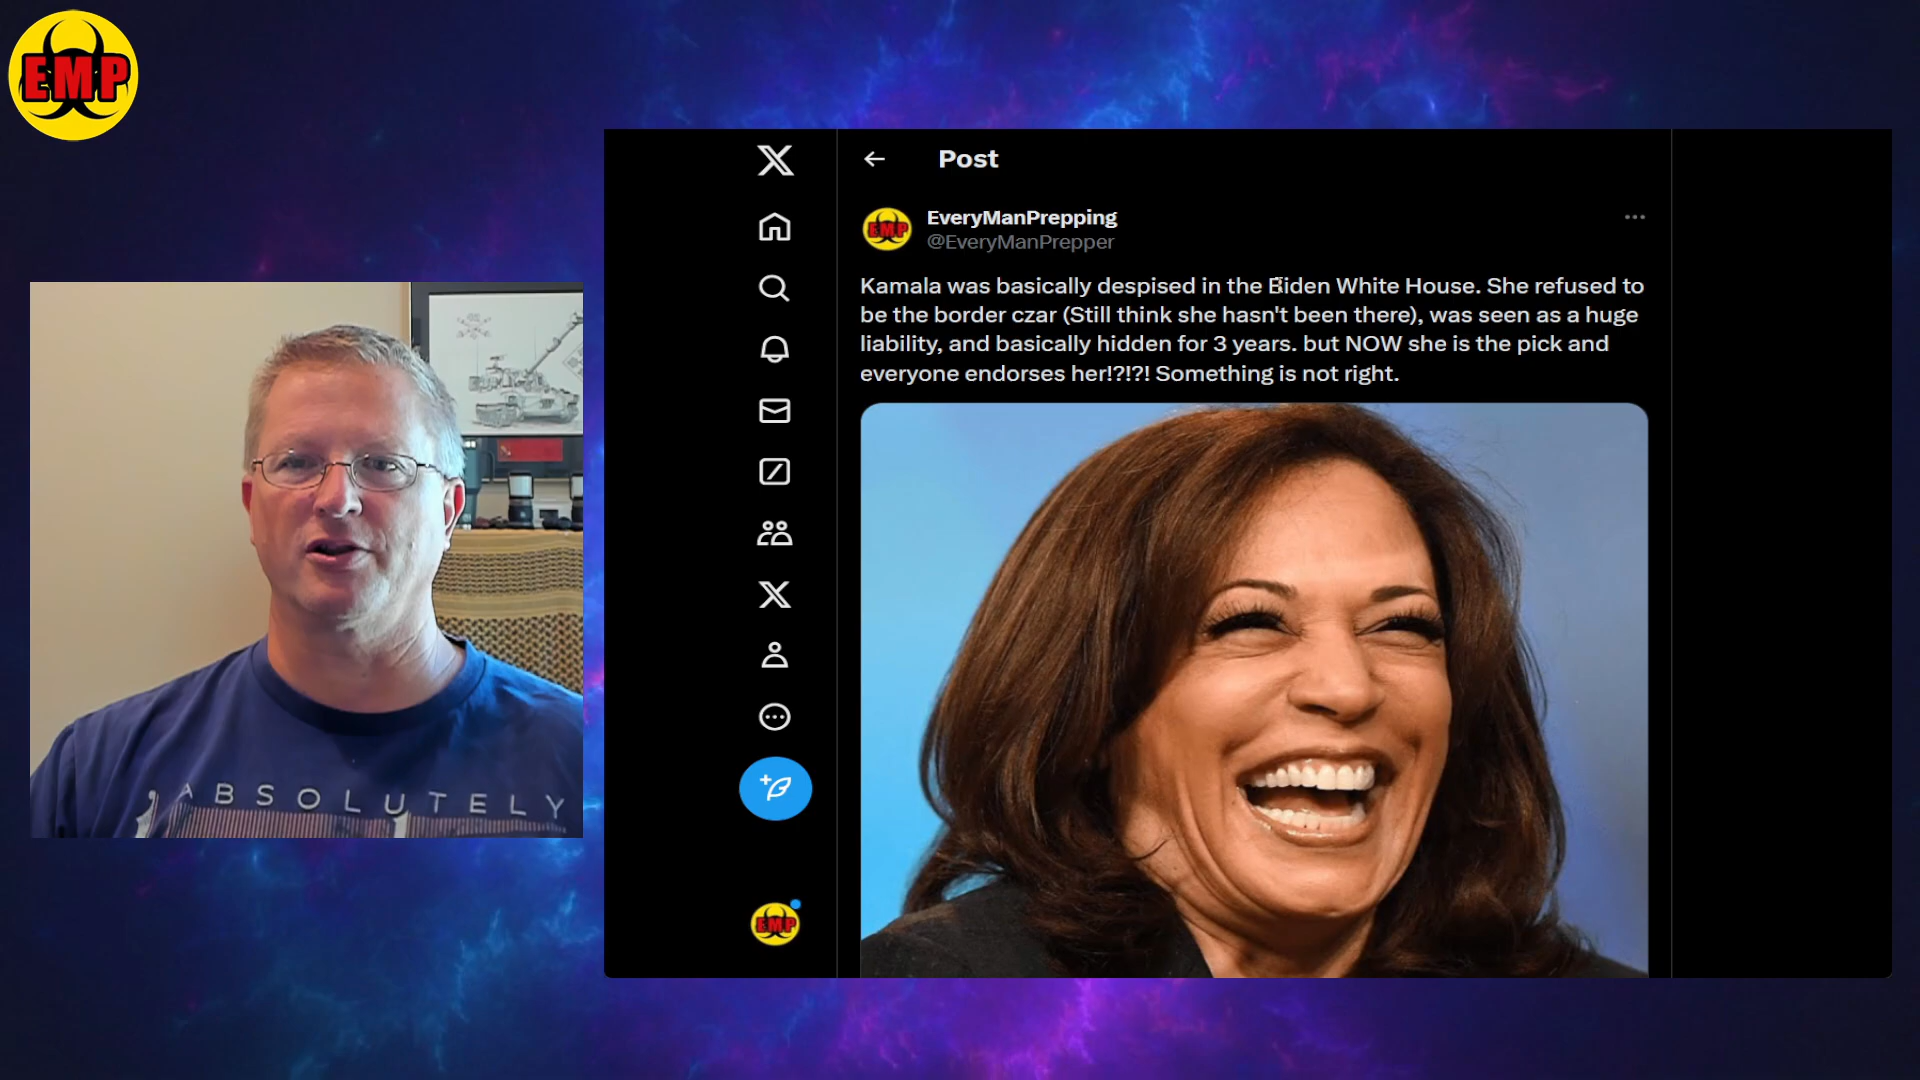 EMP
Post
EveryManPrepping
@EveryManPrepper
Kamala was basically despised in the Biden White House. She refused to
be the border czar (Still think she hasn't been there), was seen as a huge
liability, and basically hidden for 3 years. but NOW she is the pick and
everyone endorses her!?!?! Something is not right.
ABSOLUTELY
EMP
EMP